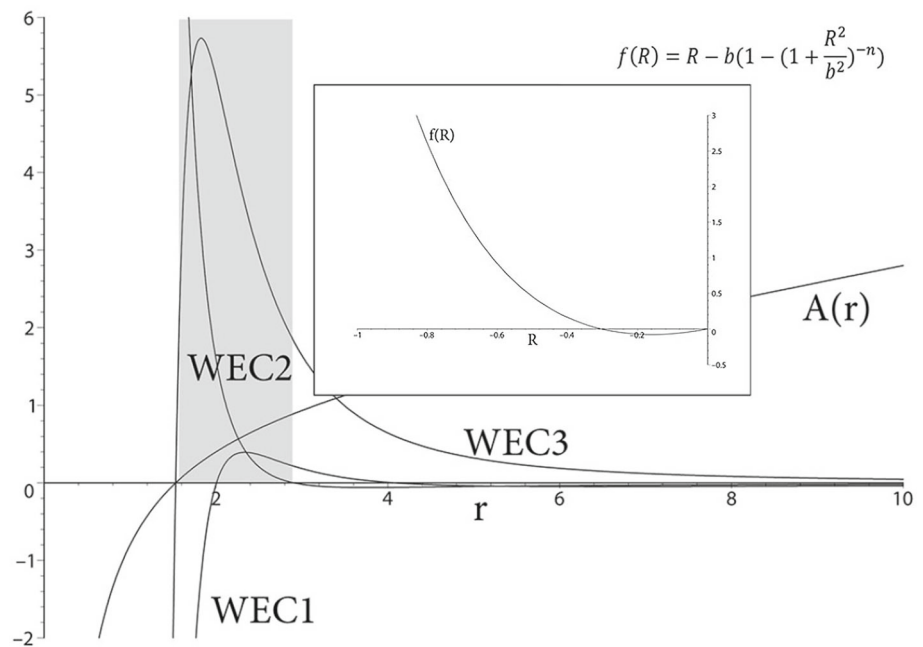 6
f(R) = R − b(1 − (1 + R²/b²)⁻ⁿ)
5
4
3
2
1
0
−1
−2
f(R)
3
2.5
2
1.5
1
0.5
0
−0.5
−1 −0.8 −0.6 −0.4 −0.2
R
A(r)
WEC2
WEC3
2 4 6 8 10
r
WEC1